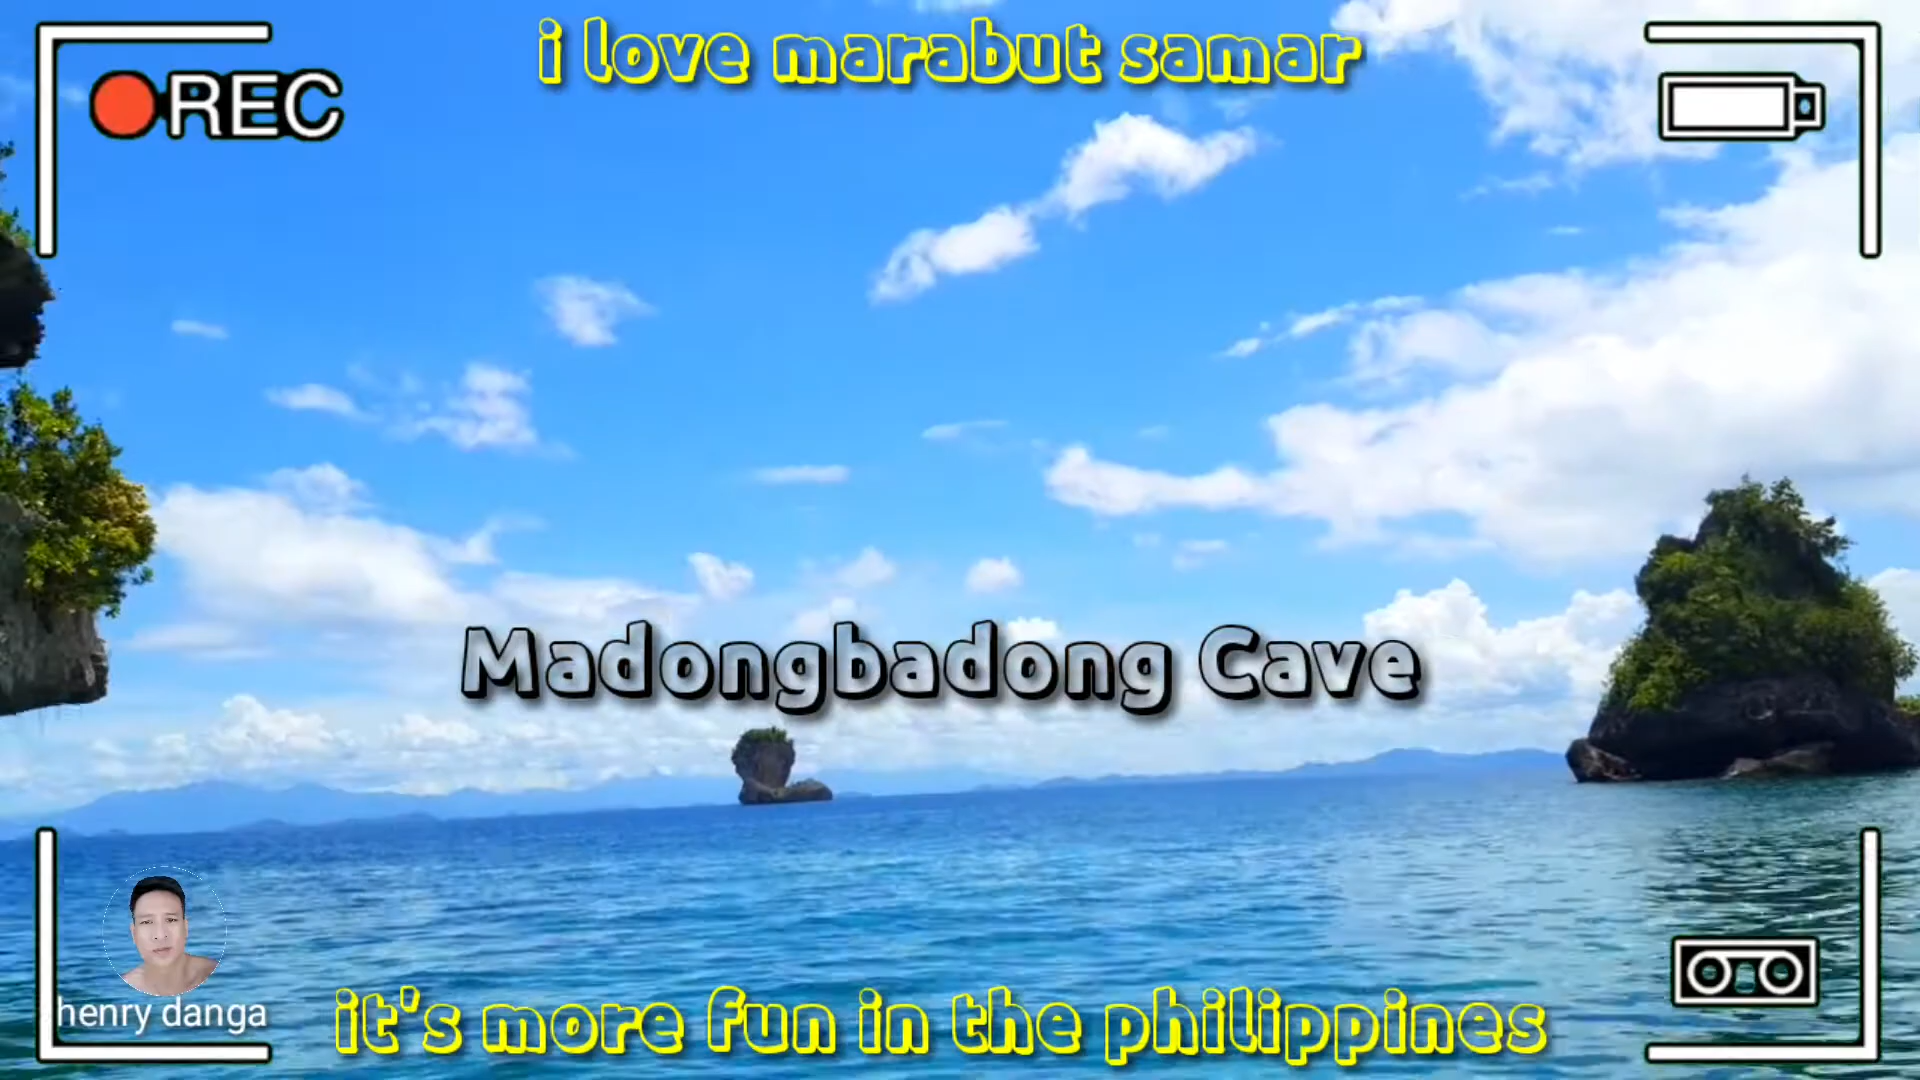 i love marabut samar
REC
Madongbadong Cave
henry danga
it's more fun in the philippines